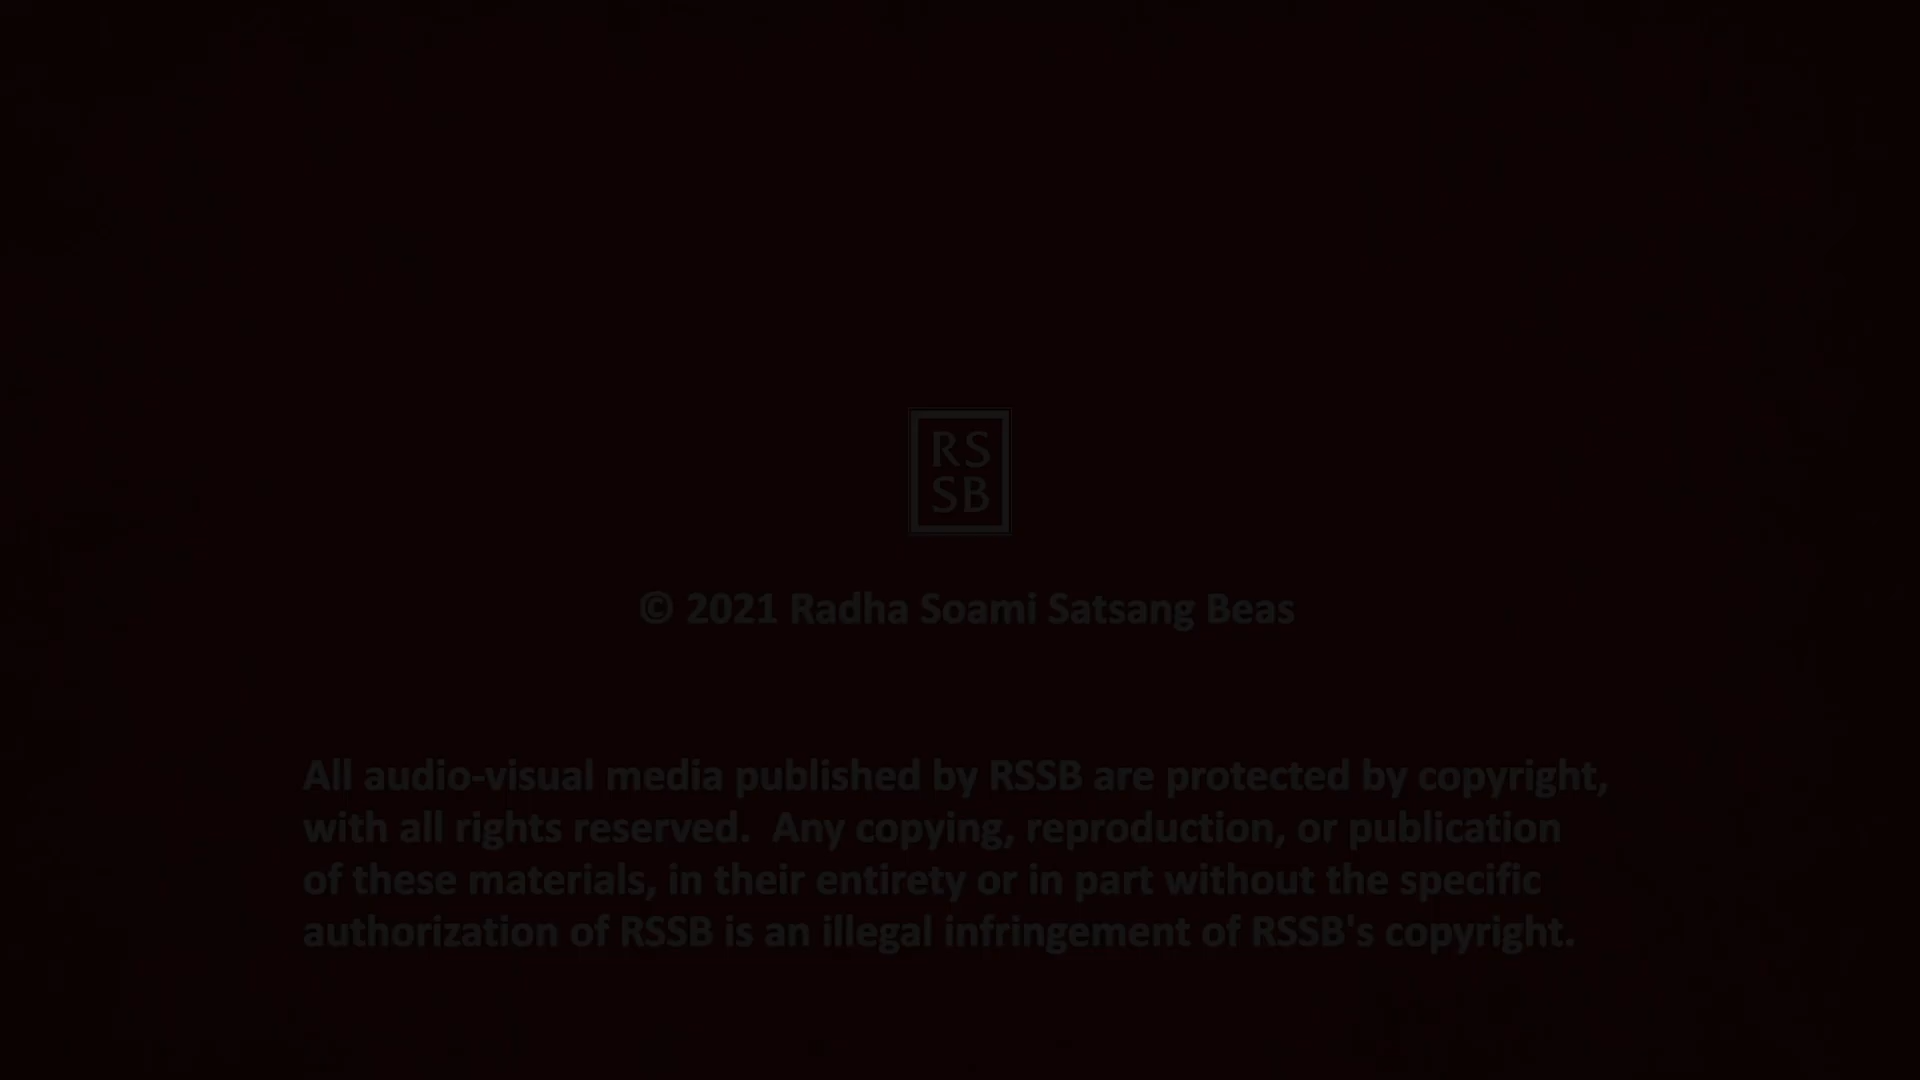 RS
SB
© 2021 Radha Soami Satsang Beas
All audio-visual media published by RSSB are protected by copyright,
with all rights reserved.  Any copying, reproduction, or publication
of these materials, in their entirety or in part without the specific
authorization of RSSB is an illegal infringement of RSSB's copyright.